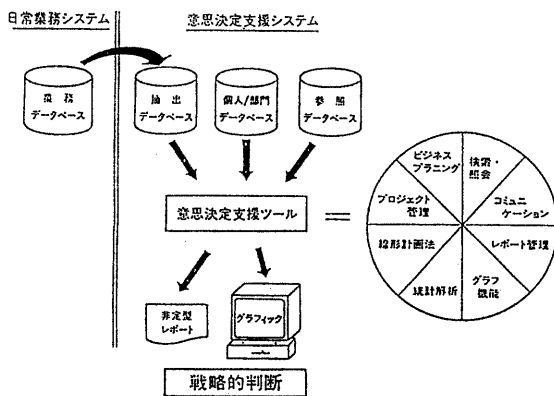 日常業務システム
意思決定支援システム
業務
データベース
抽出
データベース
個人/部門
データベース
参照
データベース
意思決定支援ツール
ビジネス
プラニング
検索・
照会
プロジェクト
管理
コミュニ
ケーション
線形計画法
レポート管理
統計解析
グラフ
機能
非定型
レポート
グラフィック
戦略的判断